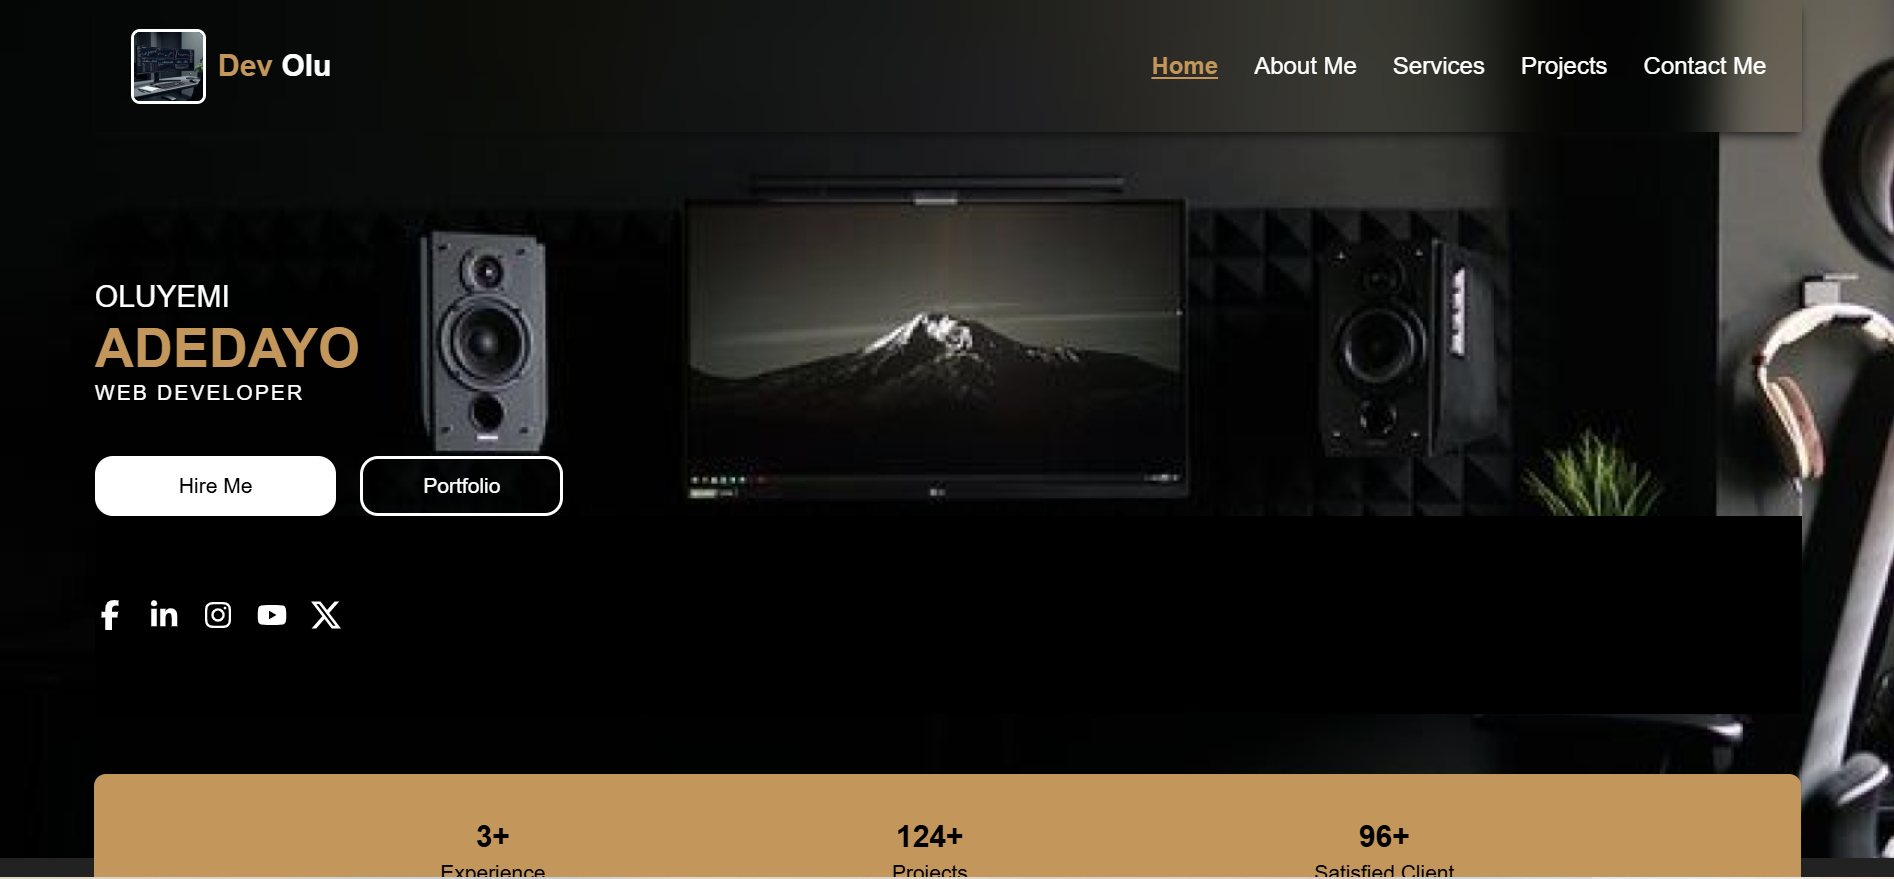 Dev Olu
Home About Me Services Projects Contact Me
OLUYEMI
ADEDAYO
WEB DEVELOPER
Hire Me Portfolio
3+ 124+ 96+
Experience Projects Satisfied Client